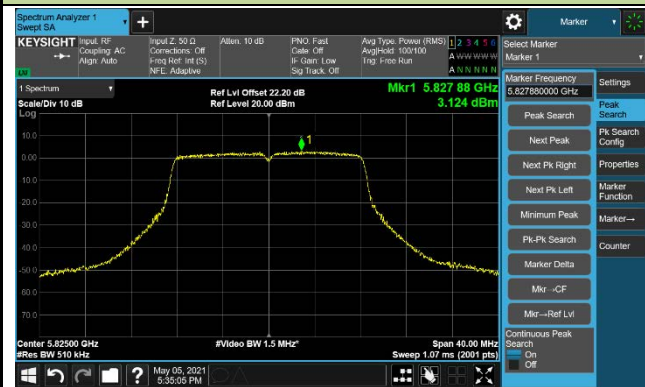 Spectrum Analyzer 1
Swept SA
Marker
KEYSIGHT
Input: RF
Coupling: AC
Align: Auto
Input Z: 50 Ω
Corrections: Off
Freq Ref: Int (S)
NFE: Adaptive
Atten: 10 dB
PNO: Fast
Gate: Off
IF Gain: Low
Sig Track: Off
Avg Type: Power (RMS)
Avg|Hold: 100/100
Trig: Free Run
1 2 3 4 5 6
A W W W W W
A N N N N N
LXI
Select Marker
Marker 1
1 Spectrum
Scale/Div 10 dB
Log
Ref Lvl Offset 22.20 dB
Ref Level 20.00 dBm
Mkr1 5.827 88 GHz
3.124 dBm
Marker Frequency
5.827880000 GHz
Peak Search
Next Peak
Next Pk Right
Next Pk Left
Minimum Peak
Pk-Pk Search
Marker Delta
Mkr→CF
Mkr→Ref Lvl
Continuous Peak
Search
On
Off
Settings
Peak
Search
Pk Search
Config
Properties
Marker
Function
Marker→
Counter
1
10.0
0.00
10.0
20.0
30.0
40.0
50.0
60.0
70.0
Center 5.82500 GHz
#Res BW 510 kHz
#Video BW 1.5 MHz*
Span 40.00 MHz
Sweep 1.07 ms (2001 pts)
?
May 05, 2021
5:35:05 PM